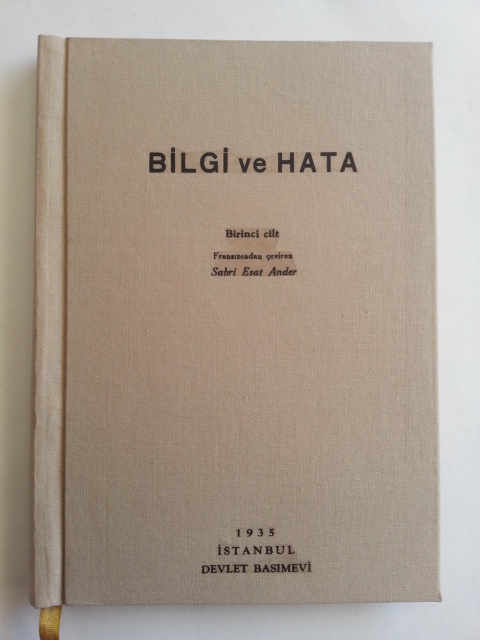 BİLGİ ve HATA
Birinci cilt
Fransızcadan çeviren
Sabri Esat Ander
1935
İSTANBUL
DEVLET BASIMEVİ